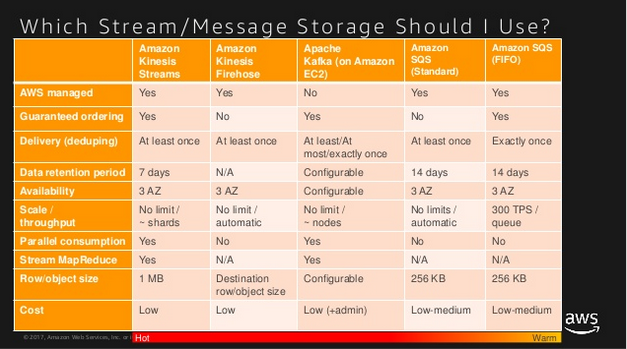 Which Stream/Message Storage Should I Use?
Amazon Kinesis Streams Amazon Kinesis Firehose Apache Kafka (on Amazon EC2) Amazon SQS (Standard) Amazon SQS (FIFO)
AWS managed Yes Yes No Yes Yes
Guaranteed ordering Yes No Yes No Yes
Delivery (deduping) At least once At least once At least/At most/exactly once At least once Exactly once
Data retention period 7 days N/A Configurable 14 days 14 days
Availability 3 AZ 3 AZ Configurable 3 AZ 3 AZ
Scale / throughput No limit / ~ shards No limit / automatic No limit / ~ nodes No limits / automatic 300 TPS / queue
Parallel consumption Yes No Yes No No
Stream MapReduce Yes N/A Yes N/A N/A
Row/object size 1 MB Destination row/object size Configurable 256 KB 256 KB
Cost Low Low Low (+admin) Low-medium Low-medium
© 2017, Amazon Web Services, Inc. or
Hot Warm
aws